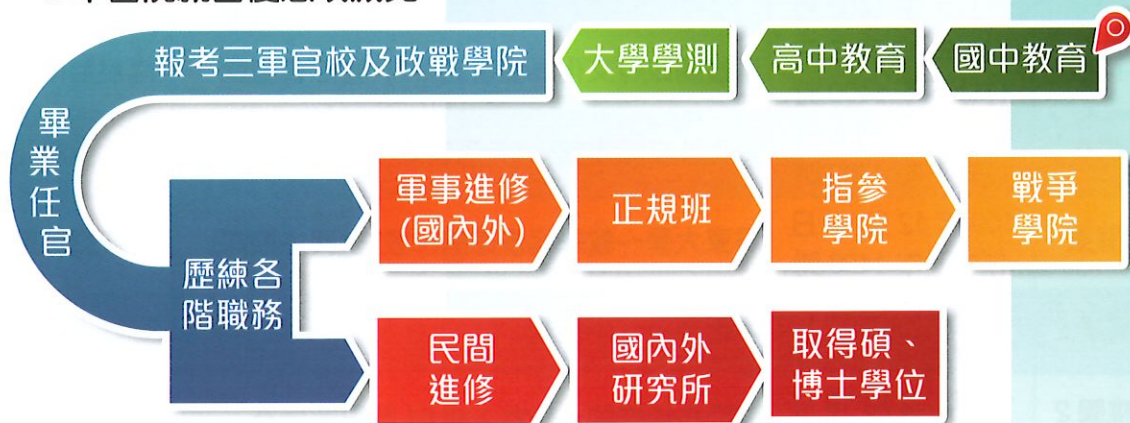 國中教育
高中教育
大學學測
報考三軍官校及政戰學院
畢業任官
歷練各
階職務
軍事進修
(國內外)
正規班
指參
學院
戰爭
學院
民間
進修
國內外
研究所
取得碩、
博士學位